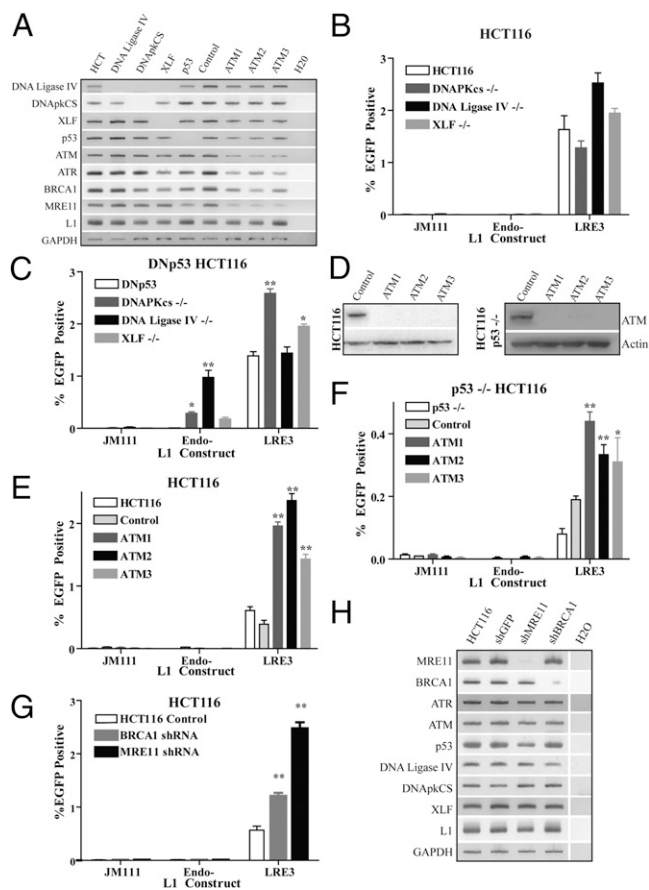 A
HCT
DNA Ligase IV
DNApkCS
XLF
p53
Control
ATM1
ATM2
ATM3
H20
DNA Ligase IV
DNApkCS
XLF
p53
ATM
ATR
BRCA1
MRE11
L1
GAPDH
B
HCT116
HCT116
DNAPKcs -/-
DNA Ligase IV -/-
XLF -/-
% EGFP Positive
3
2
1
0
JM111 Endo- LRE3
L1 Construct
C
DNp53 HCT116
DNp53
DNAPKcs -/-
DNA Ligase IV -/-
XLF -/-
% EGFP Positive
3
2
1
0
* ** ** *
JM111 Endo- LRE3
L1 Construct
D
Control
ATM1
ATM2
ATM3
HCT116
Control
ATM1
ATM2
ATM3
HCT116
p53 -/-
ATM
Actin
E
HCT116
HCT116
Control
ATM1
ATM2
ATM3
% EGFP Positive
2
1
0
** ** **
JM111 Endo- LRE3
L1 Construct
F
p53 -/- HCT116
p53 -/-
Control
ATM1
ATM2
ATM3
% EGFP Positive
0.4
0.2
0.0
** ** *
JM111 Endo- LRE3
L1 Construct
G
HCT116
HCT116 Control
BRCA1 shRNA
MRE11 shRNA
%EGFP Positive
3
2
1
0
** **
JM111 Endo- LRE3
L1 Construct
H
HCT116
shGFP
shMRE11
shBRCA1
H2O
MRE11
BRCA1
ATR
ATM
p53
DNA Ligase IV
DNApkCS
XLF
L1
GAPDH